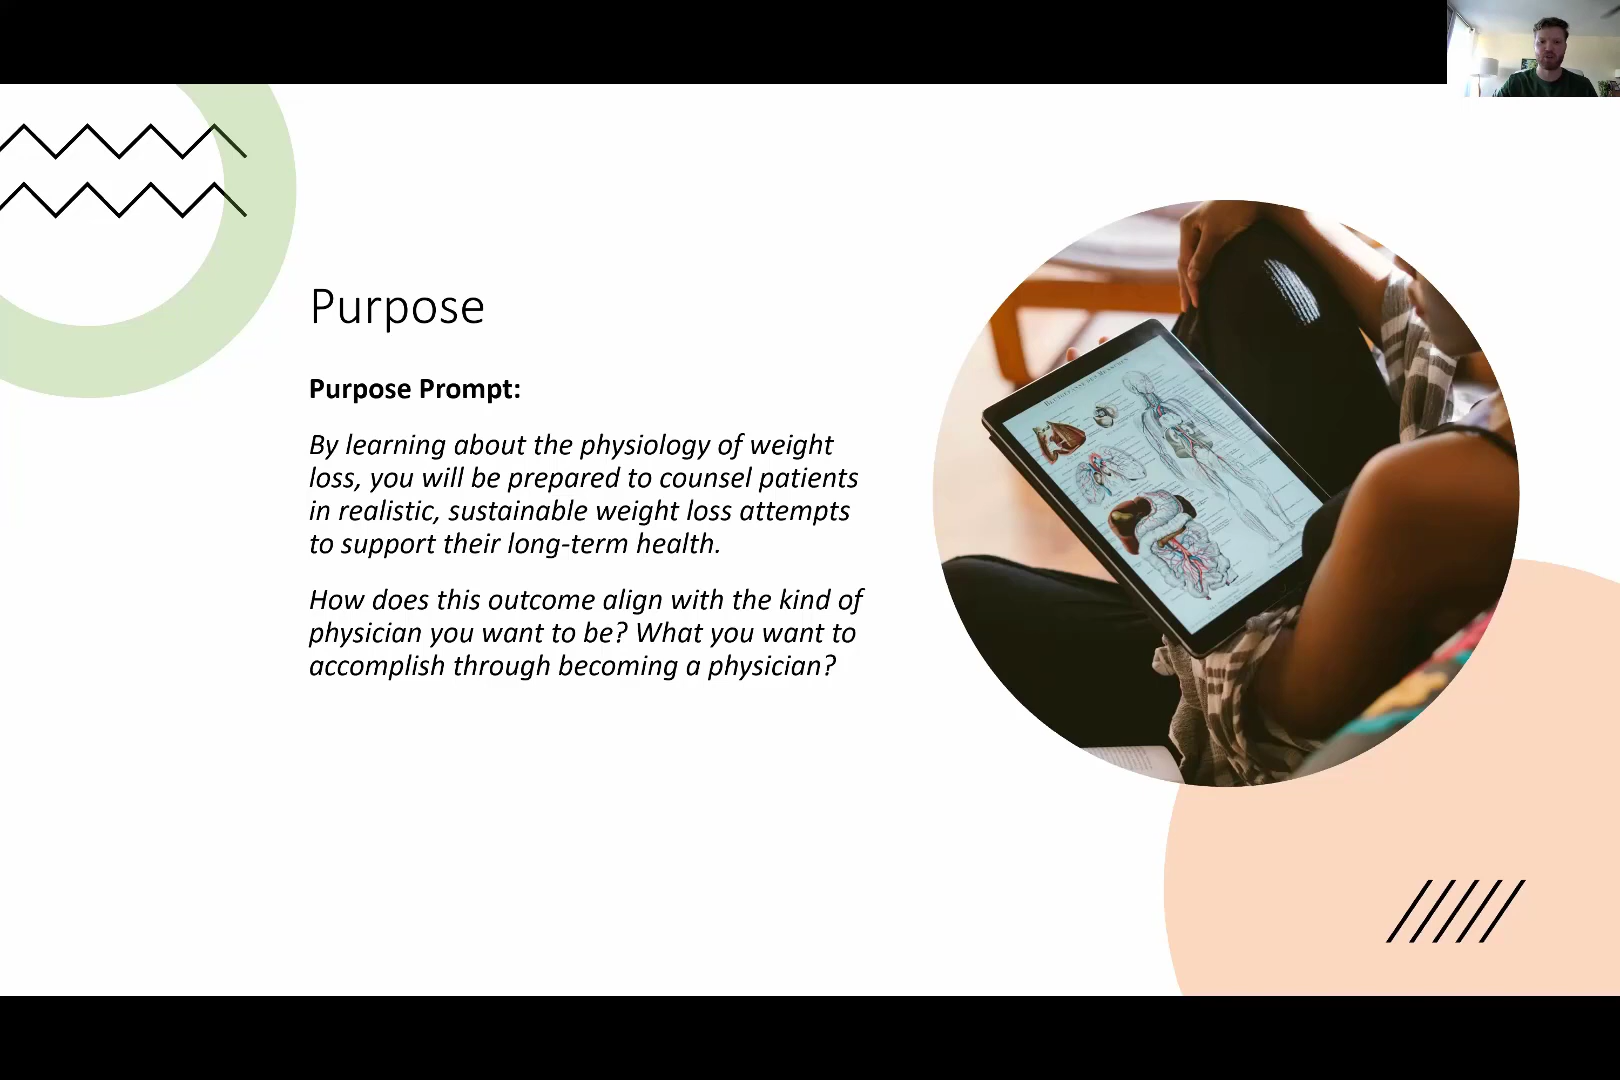 Purpose
Purpose Prompt:
By learning about the physiology of weight
loss, you will be prepared to counsel patients
in realistic, sustainable weight loss attempts
to support their long-term health.
How does this outcome align with the kind of
physician you want to be? What you want to
accomplish through becoming a physician?